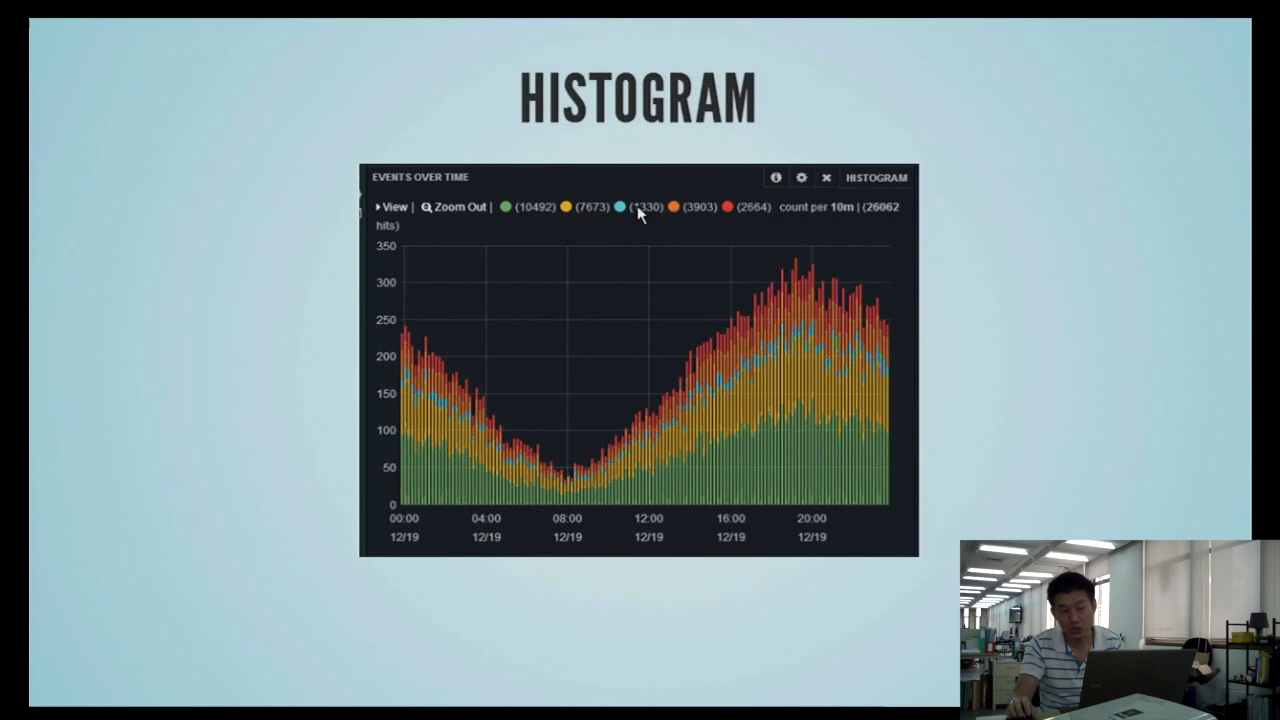 HISTOGRAM
EVENTS OVER TIME HISTOGRAM
View | Zoom Out | (10492) (7673) (1330) (3903) (2664) count per 10m | (26062
hits)
350
300
250
200
150
100
50
0
00:00 04:00 08:00 12:00 16:00 20:00
12/19 12/19 12/19 12/19 12/19 12/19